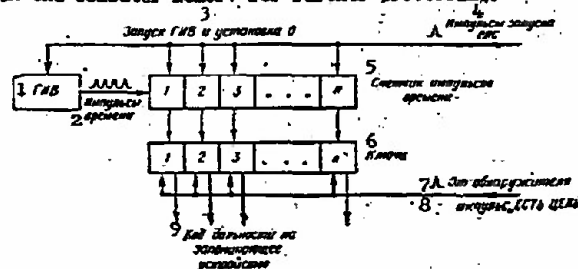 3
4
Запуск ГИВ и установка 0
Импульсы запуска
1 ГИВ
2 Импульсы
времени
1 2 3 . . . n
5
Счетчик импульсов
времени
6
1 2 3 . . . n
Ключи
7 От обнаружителя
8 импульс „ЕСТЬ ЦЕЛЬ
9 Код дальности на
запоминающее
устройство